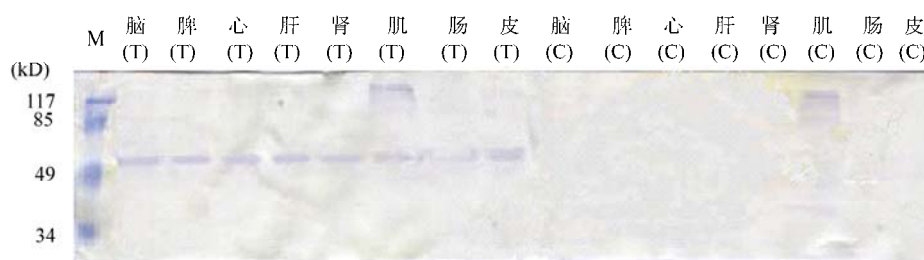 M 脑 脾 心 肝 肾 肌 肠 皮 脑 脾 心 肝 肾 肌 肠 皮
(T) (T) (T) (T) (T) (T) (T) (T) (C) (C) (C) (C) (C) (C) (C) (C)
(kD)
117
85
49
34